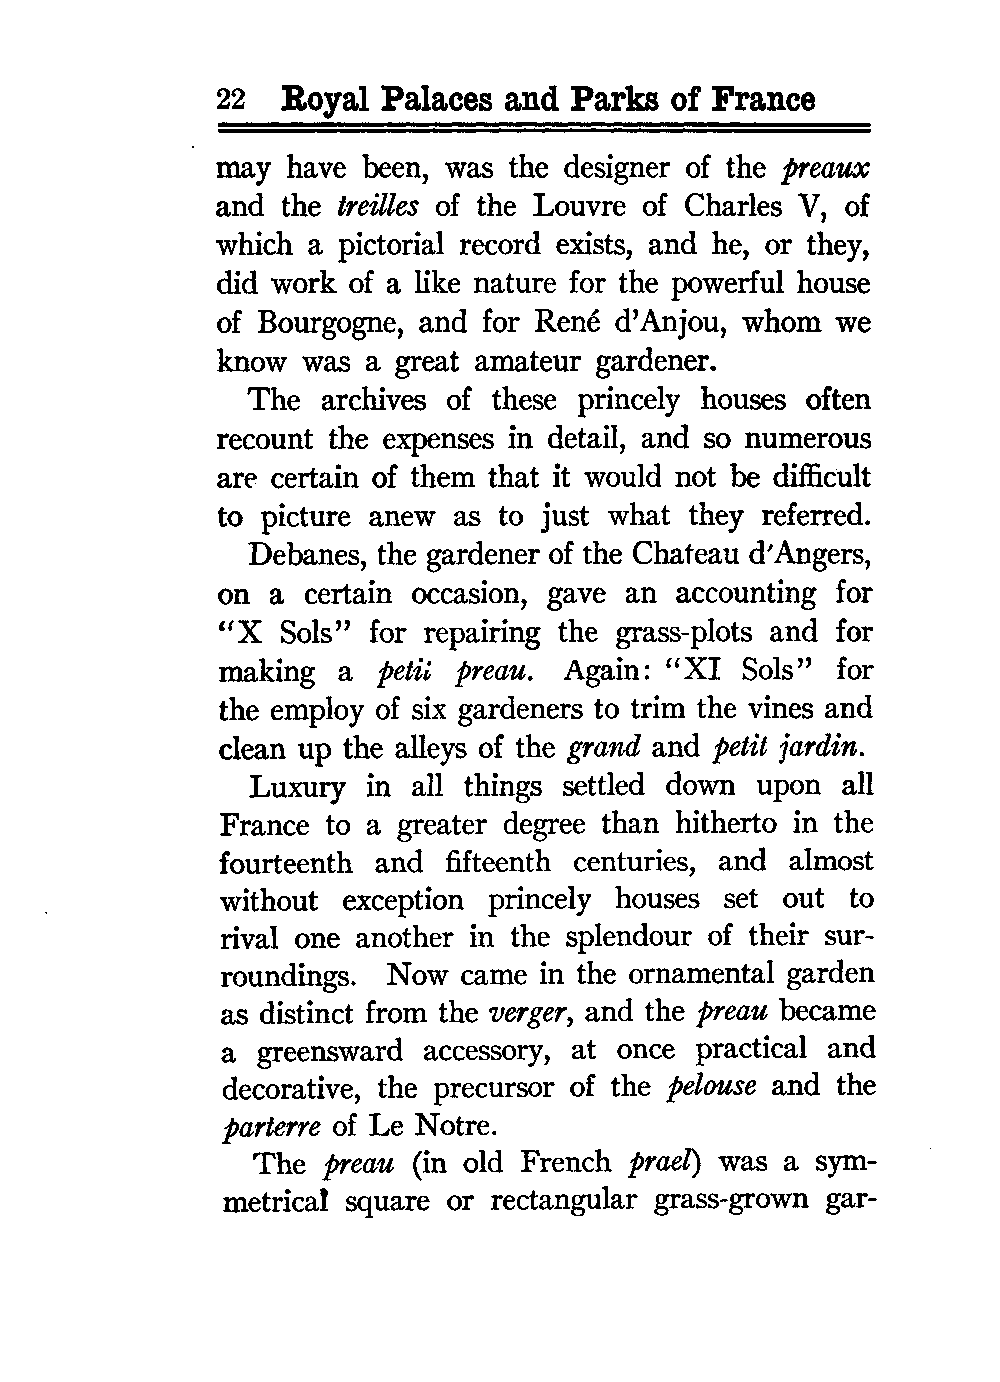 22 Royal Palaces and Parks of France
may have been, was the designer of the preaux
and the treilles of the Louvre of Charles V, of
which a pictorial record exists, and he, or they,
did work of a like nature for the powerful house
of Bourgogne, and for René d'Anjou, whom we
know was a great amateur gardener.
The archives of these princely houses often
recount the expenses in detail, and so numerous
are certain of them that it would not be difficult
to picture anew as to just what they referred.
Debanes, the gardener of the Chateau d'Angers,
on a certain occasion, gave an accounting for
"X Sols" for repairing the grass-plots and for
making a petit preau. Again: "XI Sols" for
the employ of six gardeners to trim the vines and
clean up the alleys of the grand and petit jardin.
Luxury in all things settled down upon all
France to a greater degree than hitherto in the
fourteenth and fifteenth centuries, and almost
without exception princely houses set out to
rival one another in the splendour of their sur-
roundings. Now came in the ornamental garden
as distinct from the verger, and the preau became
a greensward accessory, at once practical and
decorative, the precursor of the pelouse and the
parterre of Le Notre.
The preau (in old French prael) was a sym-
metrical square or rectangular grass-grown gar-